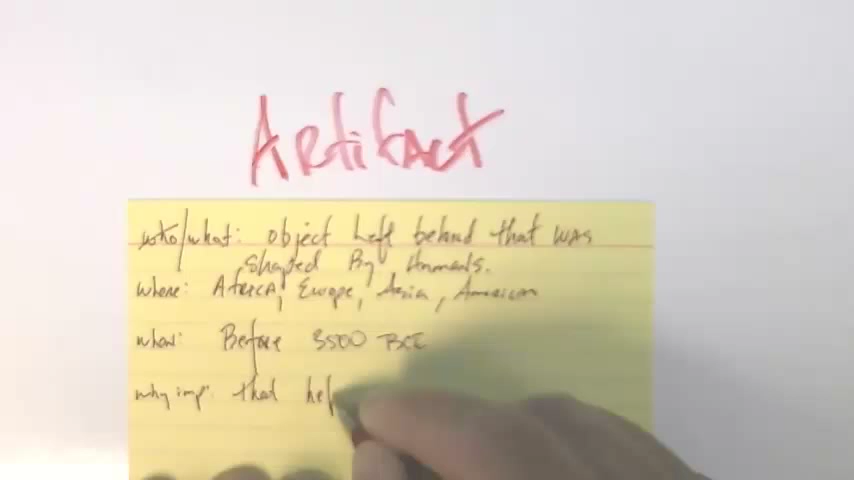 Artifact
who/what: object left behind that was
shaped By Humans.
where: Africa, Europe, Asia, Americas
when: Before 3500 BCE
why imp: that hel